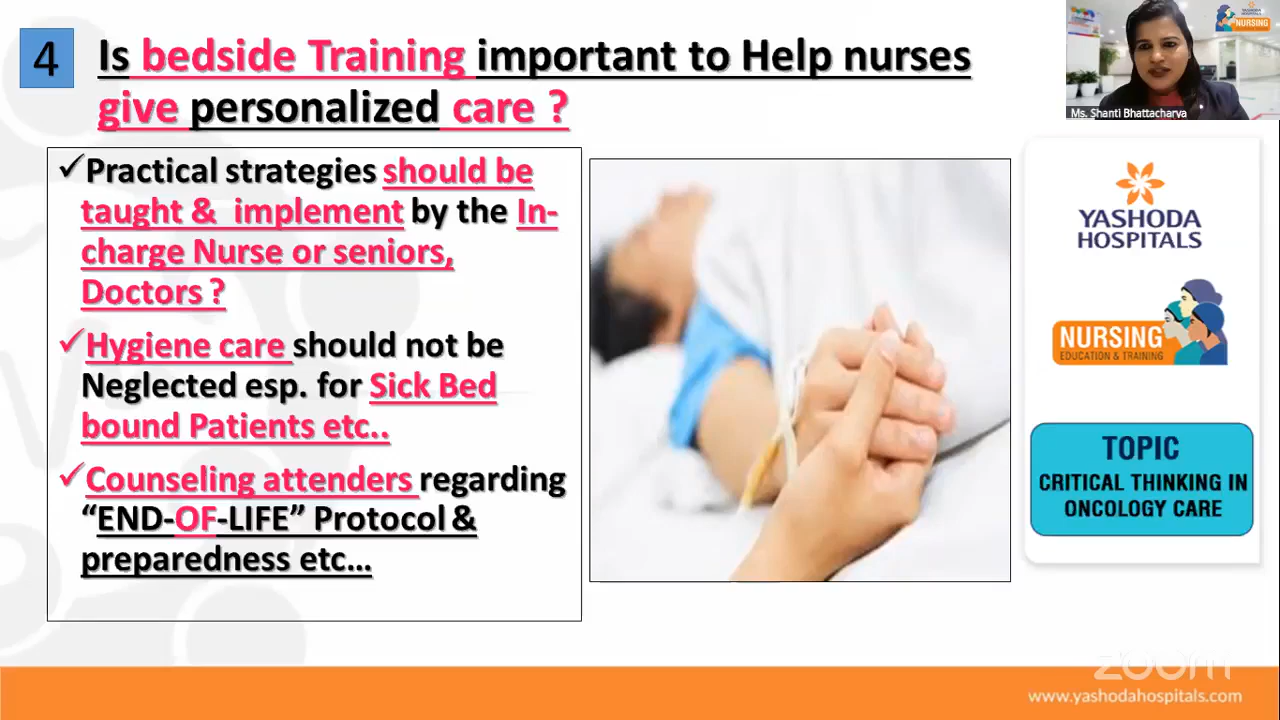 4
Is bedside Training important to Help nurses
give personalized care ?
✓Practical strategies should be
taught & implement by the In-
charge Nurse or seniors,
Doctors ?
✓Hygiene care should not be
Neglected esp. for Sick Bed
bound Patients etc..
✓Counseling attenders regarding
“END-OF-LIFE” Protocol &
preparedness etc…
YASHODA
HOSPITALS
NURSING
Ms. Shanti Bhattacharya
YASHODA
HOSPITALS
NURSING
EDUCATION & TRAINING
TOPIC
CRITICAL THINKING IN
ONCOLOGY CARE
zoom
www.yashodahospitals.com